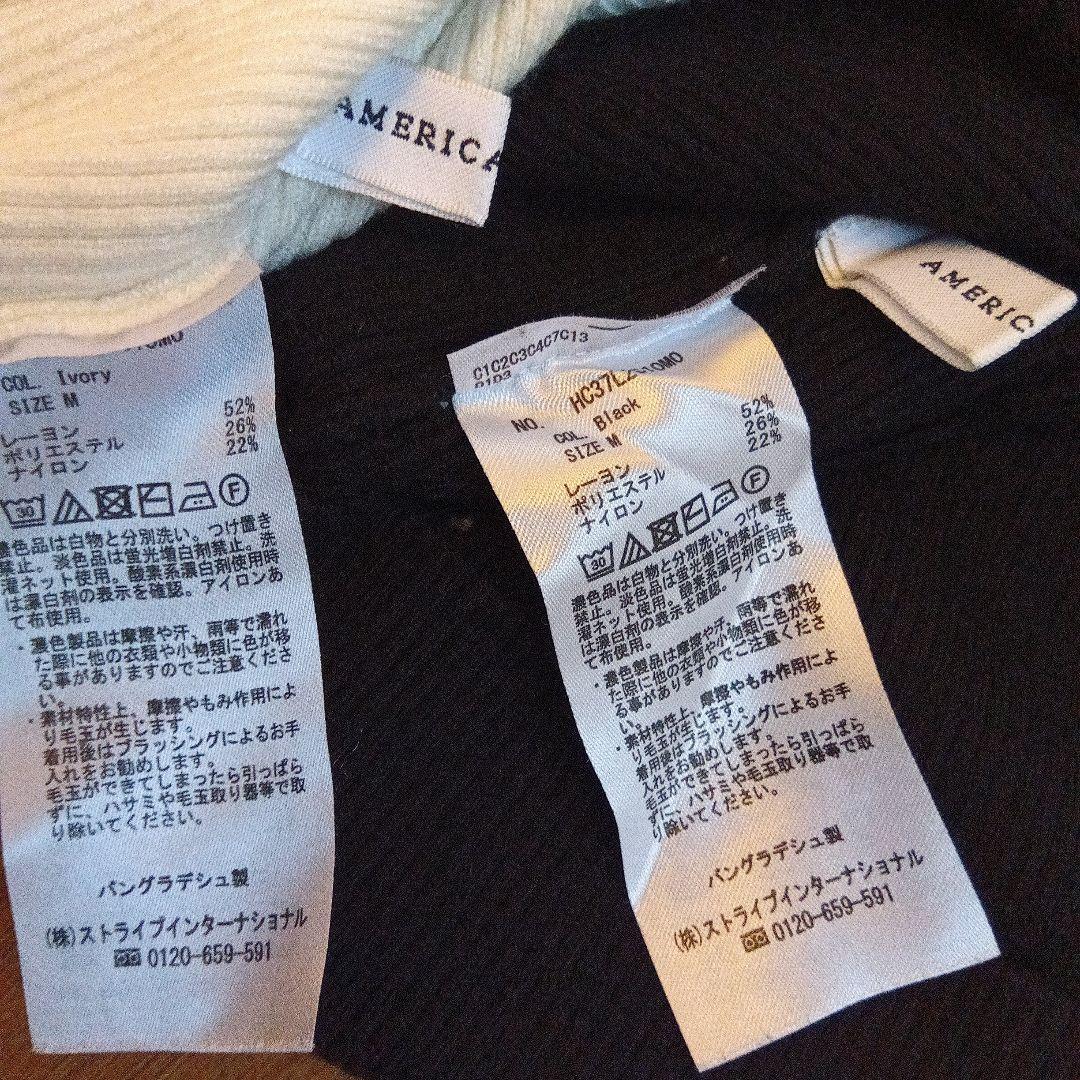 AMERICA
COL. Ivory
SIZE M
レーヨン 52%
ポリエステル 26%
ナイロン 22%
30 F
濃色品は白物と分別洗い。つけ置き
禁止。淡色品は蛍光増白剤禁止。洗
濯ネット使用。酸素系漂白剤使用時
は漂白剤の表示を確認。アイロンあ
て布使用。
・濃色製品は摩擦や汗、雨等で濡れ
た際に他の衣類や小物類に色が移
る事がありますのでご注意くださ
い。
・素材特性上、摩擦やもみ作用によ
り毛玉が生じます。
着用後はブラッシングによるお手
入れをお勧めします。
毛玉ができてしまったら引っぱら
ずに、ハサミや毛玉取り器等で取
り除いてください。
バングラデシュ製
(株)ストライプインターナショナル
0120-659-591
AMERIC
C1C2C3C4C7C13
NO. HC37L2
COL. Black
SIZE M
レーヨン 52%
ポリエステル 26%
ナイロン 22%
30 F
濃色品は白物と分別洗い。つけ置き
禁止。淡色品は蛍光増白剤禁止。洗
濯ネット使用。酸素系漂白剤使用時
は漂白剤の表示を確認。アイロンあ
て布使用。
・濃色製品は摩擦や汗、雨等で濡れ
た際に他の衣類や小物類に色が移
る事がありますのでご注意くださ
い。
・素材特性上、摩擦やもみ作用によ
り毛玉が生じます。
着用後はブラッシングによるお手
入れをお勧めします。
毛玉ができてしまったら引っぱら
ずに、ハサミや毛玉取り器等で取
り除いてください。
バングラデシュ製
(株)ストライプインターナショナル
0120-659-591